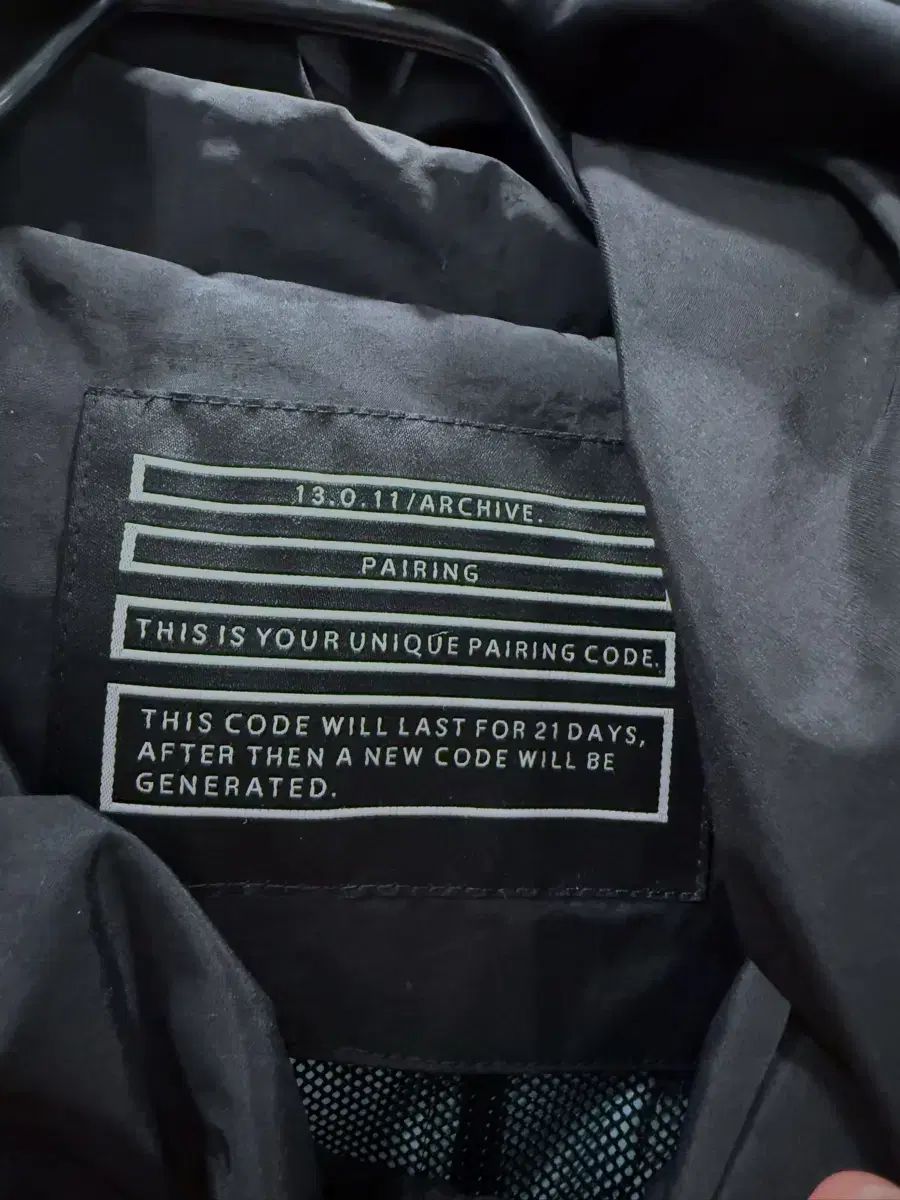 13.0.11/ARCHIVE.
PAIRING
THIS IS YOUR UNIQUE PAIRING CODE.
THIS CODE WILL LAST FOR 21 DAYS,
AFTER THEN A NEW CODE WILL BE
GENERATED.